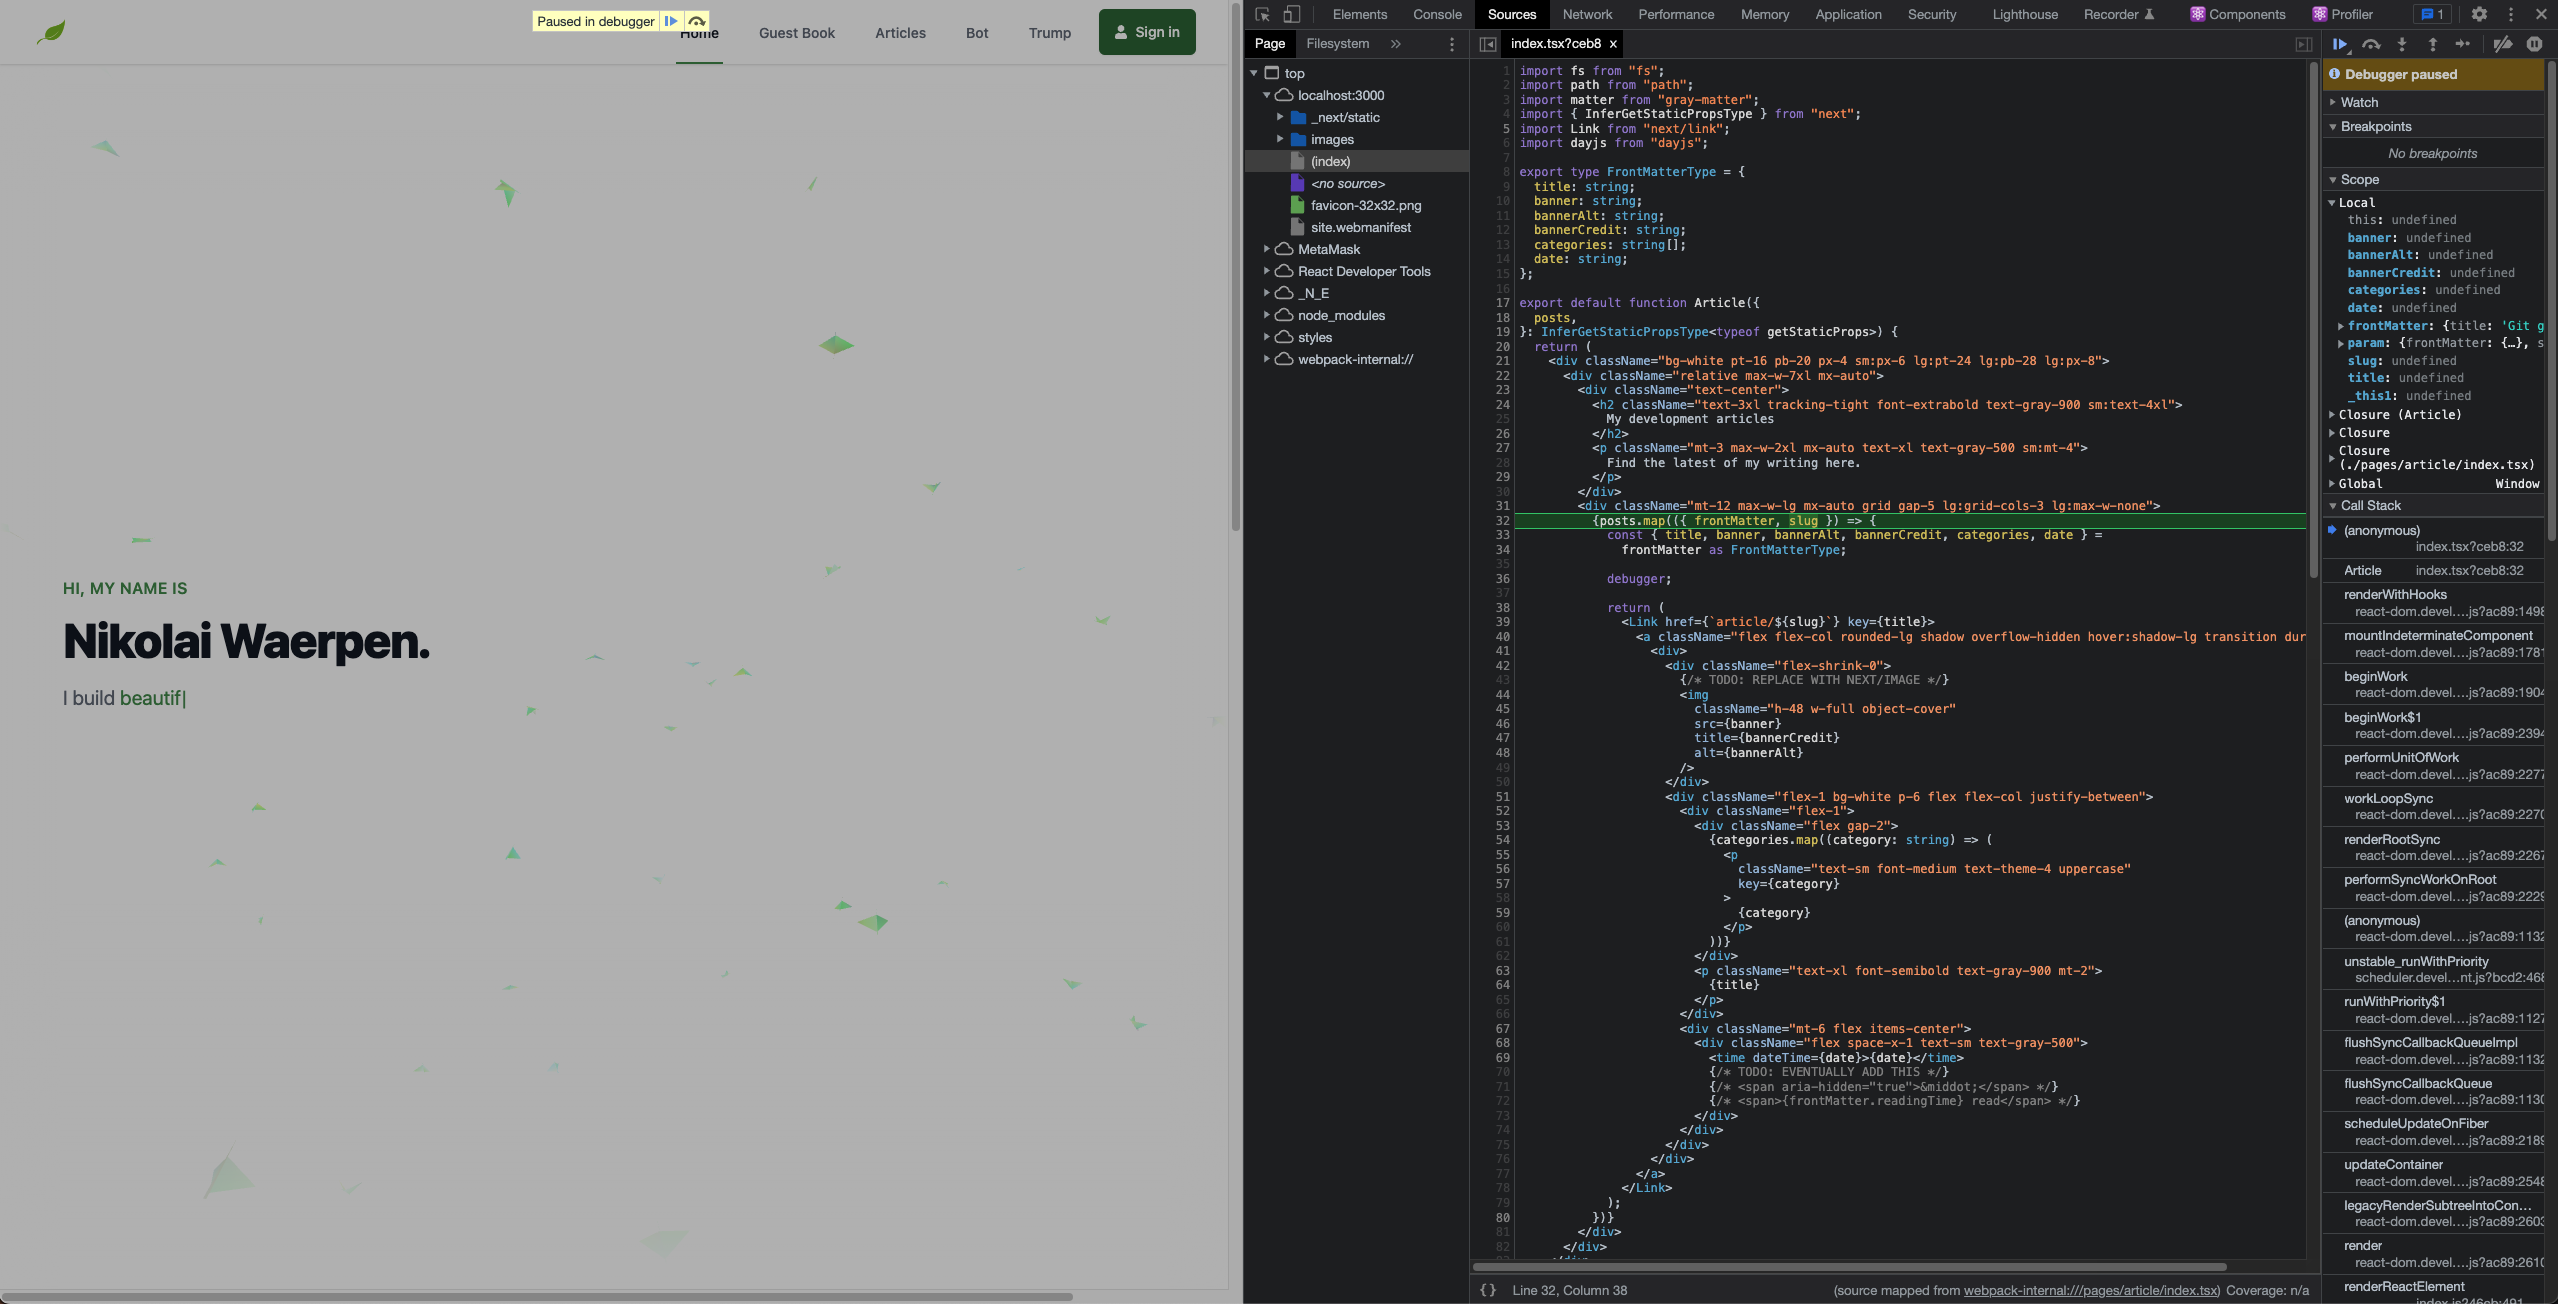 Paused in debugger
Home
Guest Book
Articles
Bot
Trump
Sign in
HI, MY NAME IS
Nikolai Waerpen.
I build beautif|
Elements
Console
Sources
Network
Performance
Memory
Application
Security
Lighthouse
Recorder
Components
Profiler
1
Page
Filesystem
»
top
localhost:3000
_next/static
images
(index)
<no source>
favicon-32x32.png
site.webmanifest
MetaMask
React Developer Tools
_N_E
node_modules
styles
webpack-internal://
index.tsx?ceb8 ×
1 import fs from "fs";
2 import path from "path";
3 import matter from "gray-matter";
4 import { InferGetStaticPropsType } from "next";
5 import Link from "next/link";
6 import dayjs from "dayjs";
7
8 export type FrontMatterType = {
9 title: string;
10 banner: string;
11 bannerAlt: string;
12 bannerCredit: string;
13 categories: string[];
14 date: string;
15 };
16
17 export default function Article({
18 posts,
19 }: InferGetStaticPropsType<typeof getStaticProps>) {
20 return (
21 <div className="bg-white pt-16 pb-20 px-4 sm:px-6 lg:pt-24 lg:pb-28 lg:px-8">
22 <div className="relative max-w-7xl mx-auto">
23 <div className="text-center">
24 <h2 className="text-3xl tracking-tight font-extrabold text-gray-900 sm:text-4xl">
25 My development articles
26 </h2>
27 <p className="mt-3 max-w-2xl mx-auto text-xl text-gray-500 sm:mt-4">
28 Find the latest of my writing here.
29 </p>
30 </div>
31 <div className="mt-12 max-w-lg mx-auto grid gap-5 lg:grid-cols-3 lg:max-w-none">
32 {posts.map(({ frontMatter, slug }) => {
33 const { title, banner, bannerAlt, bannerCredit, categories, date } =
34 frontMatter as FrontMatterType;
35
36 debugger;
37
38 return (
39 <Link href={`article/${slug}`} key={title}>
40 <a className="flex flex-col rounded-lg shadow overflow-hidden hover:shadow-lg transition dur
41 <div>
42 <div className="flex-shrink-0">
43 {/* TODO: REPLACE WITH NEXT/IMAGE */}
44 <img
45 className="h-48 w-full object-cover"
46 src={banner}
47 title={bannerCredit}
48 alt={bannerAlt}
49 />
50 </div>
51 <div className="flex-1 bg-white p-6 flex flex-col justify-between">
52 <div className="flex-1">
53 <div className="flex gap-2">
54 {categories.map((category: string) => (
55 <p
56 className="text-sm font-medium text-theme-4 uppercase"
57 key={category}
58 >
59 {category}
60 </p>
61 ))}
62 </div>
63 <p className="text-xl font-semibold text-gray-900 mt-2">
64 {title}
65 </p>
66 </div>
67 <div className="mt-6 flex items-center">
68 <div className="flex space-x-1 text-sm text-gray-500">
69 <time dateTime={date}>{date}</time>
70 {/* TODO: EVENTUALLY ADD THIS */}
71 {/* <span aria-hidden="true">&middot;</span> */}
72 {/* <span>{frontMatter.readingTime} read</span> */}
73 </div>
74 </div>
75 </div>
76 </div>
77 </a>
78 </Link>
79 );
80 })}
81 </div>
82 </div>
{} Line 32, Column 38
(source mapped from webpack-internal:///pages/article/index.tsx) Coverage: n/a
Debugger paused
Watch
Breakpoints
No breakpoints
Scope
Local
this: undefined
banner: undefined
bannerAlt: undefined
bannerCredit: undefined
categories: undefined
date: undefined
frontMatter: {title: 'Git g
param: {frontMatter: {…}, s
slug: undefined
title: undefined
_this1: undefined
Closure (Article)
Closure
Closure
(./pages/article/index.tsx)
Global Window
Call Stack
(anonymous)
index.tsx?ceb8:32
Article index.tsx?ceb8:32
renderWithHooks
react-dom.devel….js?ac89:1498
mountIndeterminateComponent
react-dom.devel….js?ac89:1781
beginWork
react-dom.devel….js?ac89:1904
beginWork$1
react-dom.devel….js?ac89:2394
performUnitOfWork
react-dom.devel….js?ac89:2277
workLoopSync
react-dom.devel….js?ac89:2270
renderRootSync
react-dom.devel….js?ac89:2267
performSyncWorkOnRoot
react-dom.devel….js?ac89:2229
(anonymous)
react-dom.devel….js?ac89:1132
unstable_runWithPriority
scheduler.devel…nt.js?bcd2:468
runWithPriority$1
react-dom.devel….js?ac89:1127
flushSyncCallbackQueueImpl
react-dom.devel….js?ac89:1132
flushSyncCallbackQueue
react-dom.devel….js?ac89:1130
scheduleUpdateOnFiber
react-dom.devel….js?ac89:2189
updateContainer
react-dom.devel….js?ac89:2548
legacyRenderSubtreeIntoCon…
react-dom.devel….js?ac89:2603
render
react-dom.devel….js?ac89:2610
renderReactElement